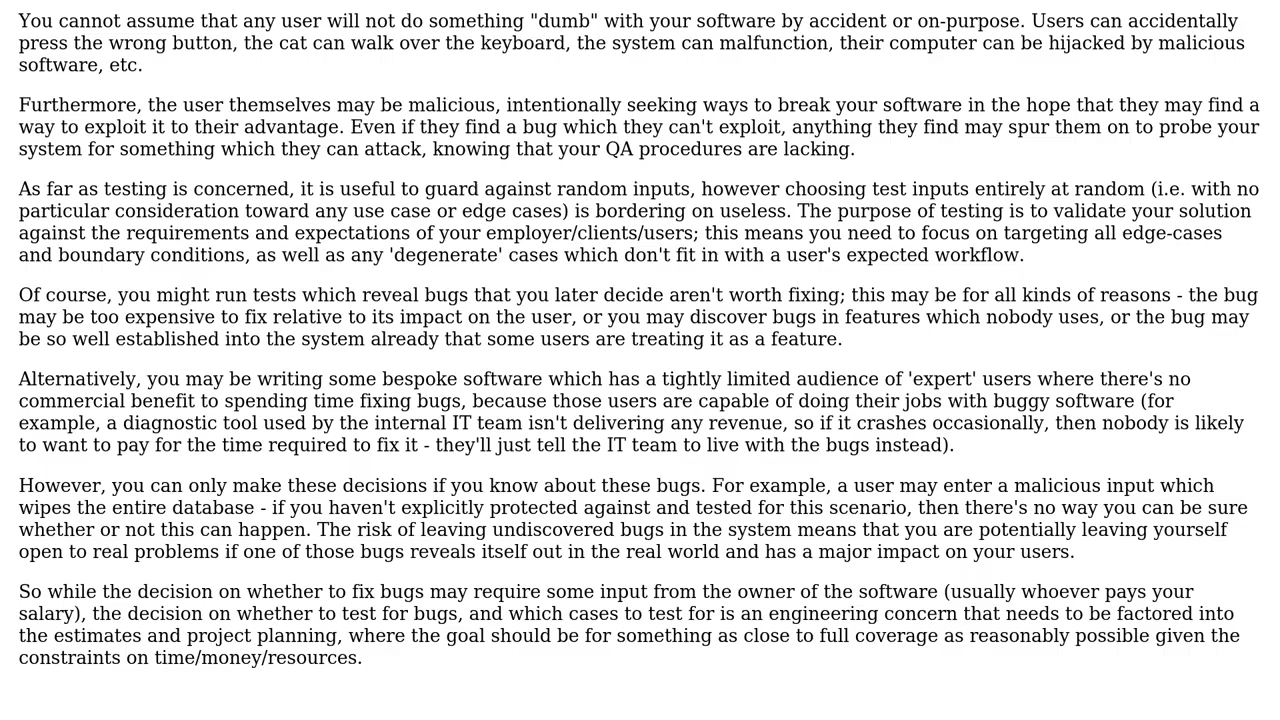 You cannot assume that any user will not do something "dumb" with your software by accident or on-purpose. Users can accidentally
press the wrong button, the cat can walk over the keyboard, the system can malfunction, their computer can be hijacked by malicious
software, etc.
Furthermore, the user themselves may be malicious, intentionally seeking ways to break your software in the hope that they may find a
way to exploit it to their advantage. Even if they find a bug which they can't exploit, anything they find may spur them on to probe your
system for something which they can attack, knowing that your QA procedures are lacking.
As far as testing is concerned, it is useful to guard against random inputs, however choosing test inputs entirely at random (i.e. with no
particular consideration toward any use case or edge cases) is bordering on useless. The purpose of testing is to validate your solution
against the requirements and expectations of your employer/clients/users; this means you need to focus on targeting all edge-cases
and boundary conditions, as well as any 'degenerate' cases which don't fit in with a user's expected workflow.
Of course, you might run tests which reveal bugs that you later decide aren't worth fixing; this may be for all kinds of reasons - the bug
may be too expensive to fix relative to its impact on the user, or you may discover bugs in features which nobody uses, or the bug may
be so well established into the system already that some users are treating it as a feature.
Alternatively, you may be writing some bespoke software which has a tightly limited audience of 'expert' users where there's no
commercial benefit to spending time fixing bugs, because those users are capable of doing their jobs with buggy software (for
example, a diagnostic tool used by the internal IT team isn't delivering any revenue, so if it crashes occasionally, then nobody is likely
to want to pay for the time required to fix it - they'll just tell the IT team to live with the bugs instead).
However, you can only make these decisions if you know about these bugs. For example, a user may enter a malicious input which
wipes the entire database - if you haven't explicitly protected against and tested for this scenario, then there's no way you can be sure
whether or not this can happen. The risk of leaving undiscovered bugs in the system means that you are potentially leaving yourself
open to real problems if one of those bugs reveals itself out in the real world and has a major impact on your users.
So while the decision on whether to fix bugs may require some input from the owner of the software (usually whoever pays your
salary), the decision on whether to test for bugs, and which cases to test for is an engineering concern that needs to be factored into
the estimates and project planning, where the goal should be for something as close to full coverage as reasonably possible given the
constraints on time/money/resources.